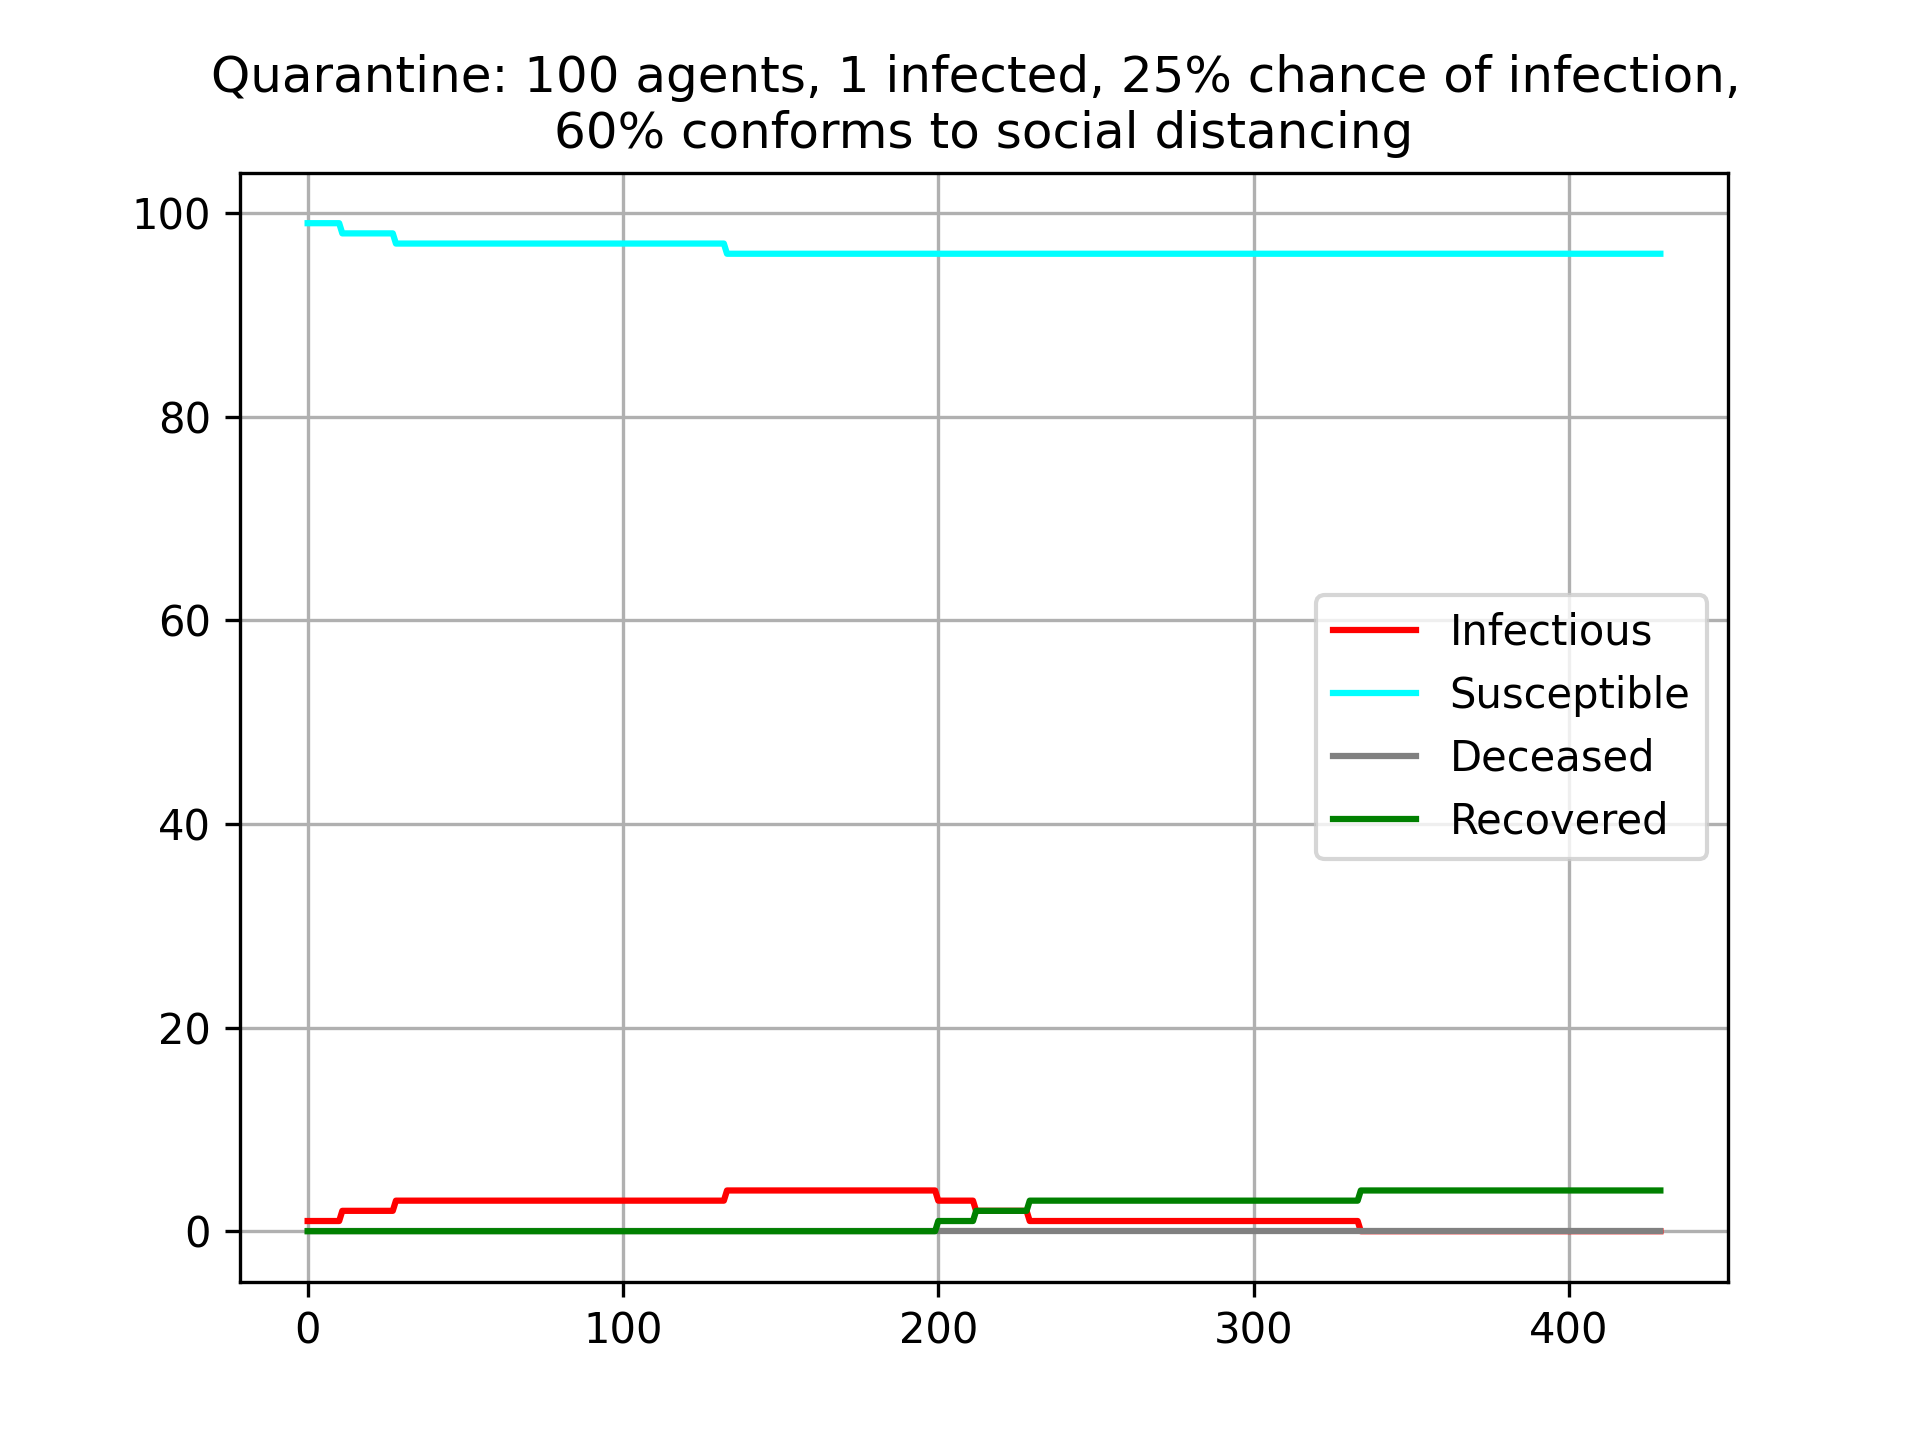 Quarantine: 100 agents, 1 infected, 25% chance of infection,
60% conforms to social distancing
100
80
60
40
20
0
Infectious
Susceptible
Deceased
Recovered
0 100 200 300 400